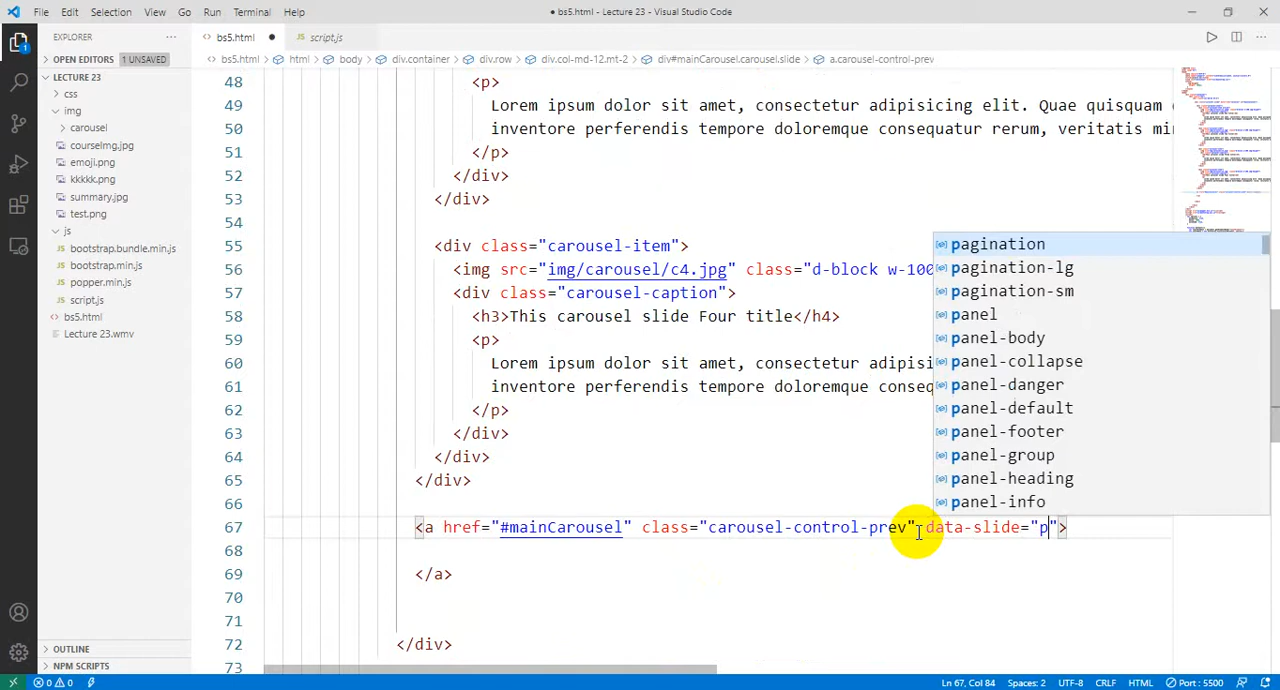 File Edit Selection View Go Run Terminal Help
● bs5.html - Lecture 23 - Visual Studio Code
EXPLORER ···
OPEN EDITORS 1 UNSAVED
LECTURE 23
css
img
carousel
courseImg.jpg
emoji.png
kkkkk.png
summary.jpg
test.png
js
bootstrap.bundle.min.js
bootstrap.min.js
popper.min.js
script.js
bs5.html
Lecture 23.wmv
OUTLINE
NPM SCRIPTS
bs5.html ● script.js
bs5.html > html > body > div.container > div.row > div.col-md-12.mt-2 > div#mainCarousel.carousel.slide > a.carousel-control-prev
48 <p>
49 Lorem ipsum dolor sit amet, consectetur adipisicing elit. Quae quisquam
50 inventore perferendis tempore doloremque consequatur rerum, veritatis mi
51 </p>
52 </div>
53 </div>
54
55 <div class="carousel-item">
56 <img src="img/carousel/c4.jpg" class="d-block w-100
57 <div class="carousel-caption">
58 <h3>This carousel slide Four title</h4>
59 <p>
60 Lorem ipsum dolor sit amet, consectetur adipisi
61 inventore perferendis tempore doloremque conseq
62 </p>
63 </div>
64 </div>
65 </div>
66
67 <a href="#mainCarousel" class="carousel-control-prev" data-slide="p">
68
69 </a>
70
71
72 </div>
73
pagination
pagination-lg
pagination-sm
panel
panel-body
panel-collapse
panel-danger
panel-default
panel-footer
panel-group
panel-heading
panel-info
0 0 Ln 67, Col 84 Spaces: 2 UTF-8 CRLF HTML Port : 5500